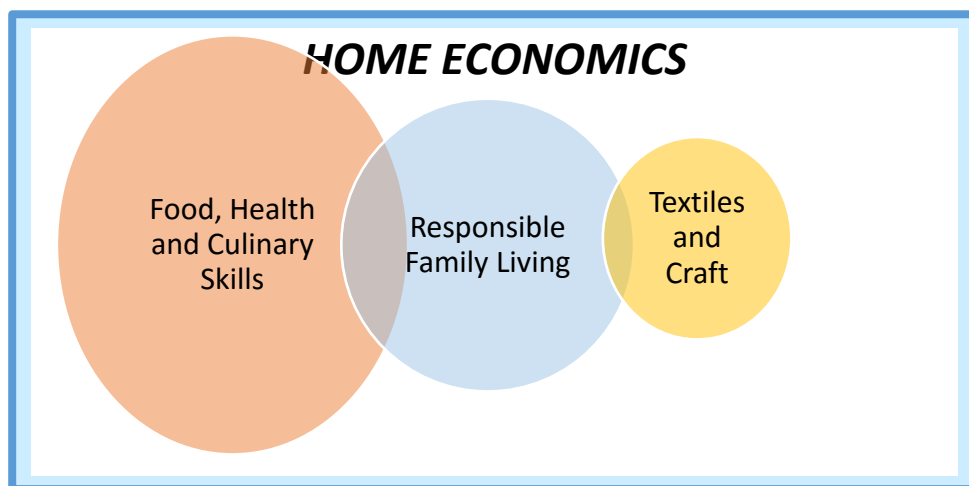 HOME ECONOMICS
Food, Health
and Culinary
Skills
Responsible
Family Living
Textiles
and
Craft